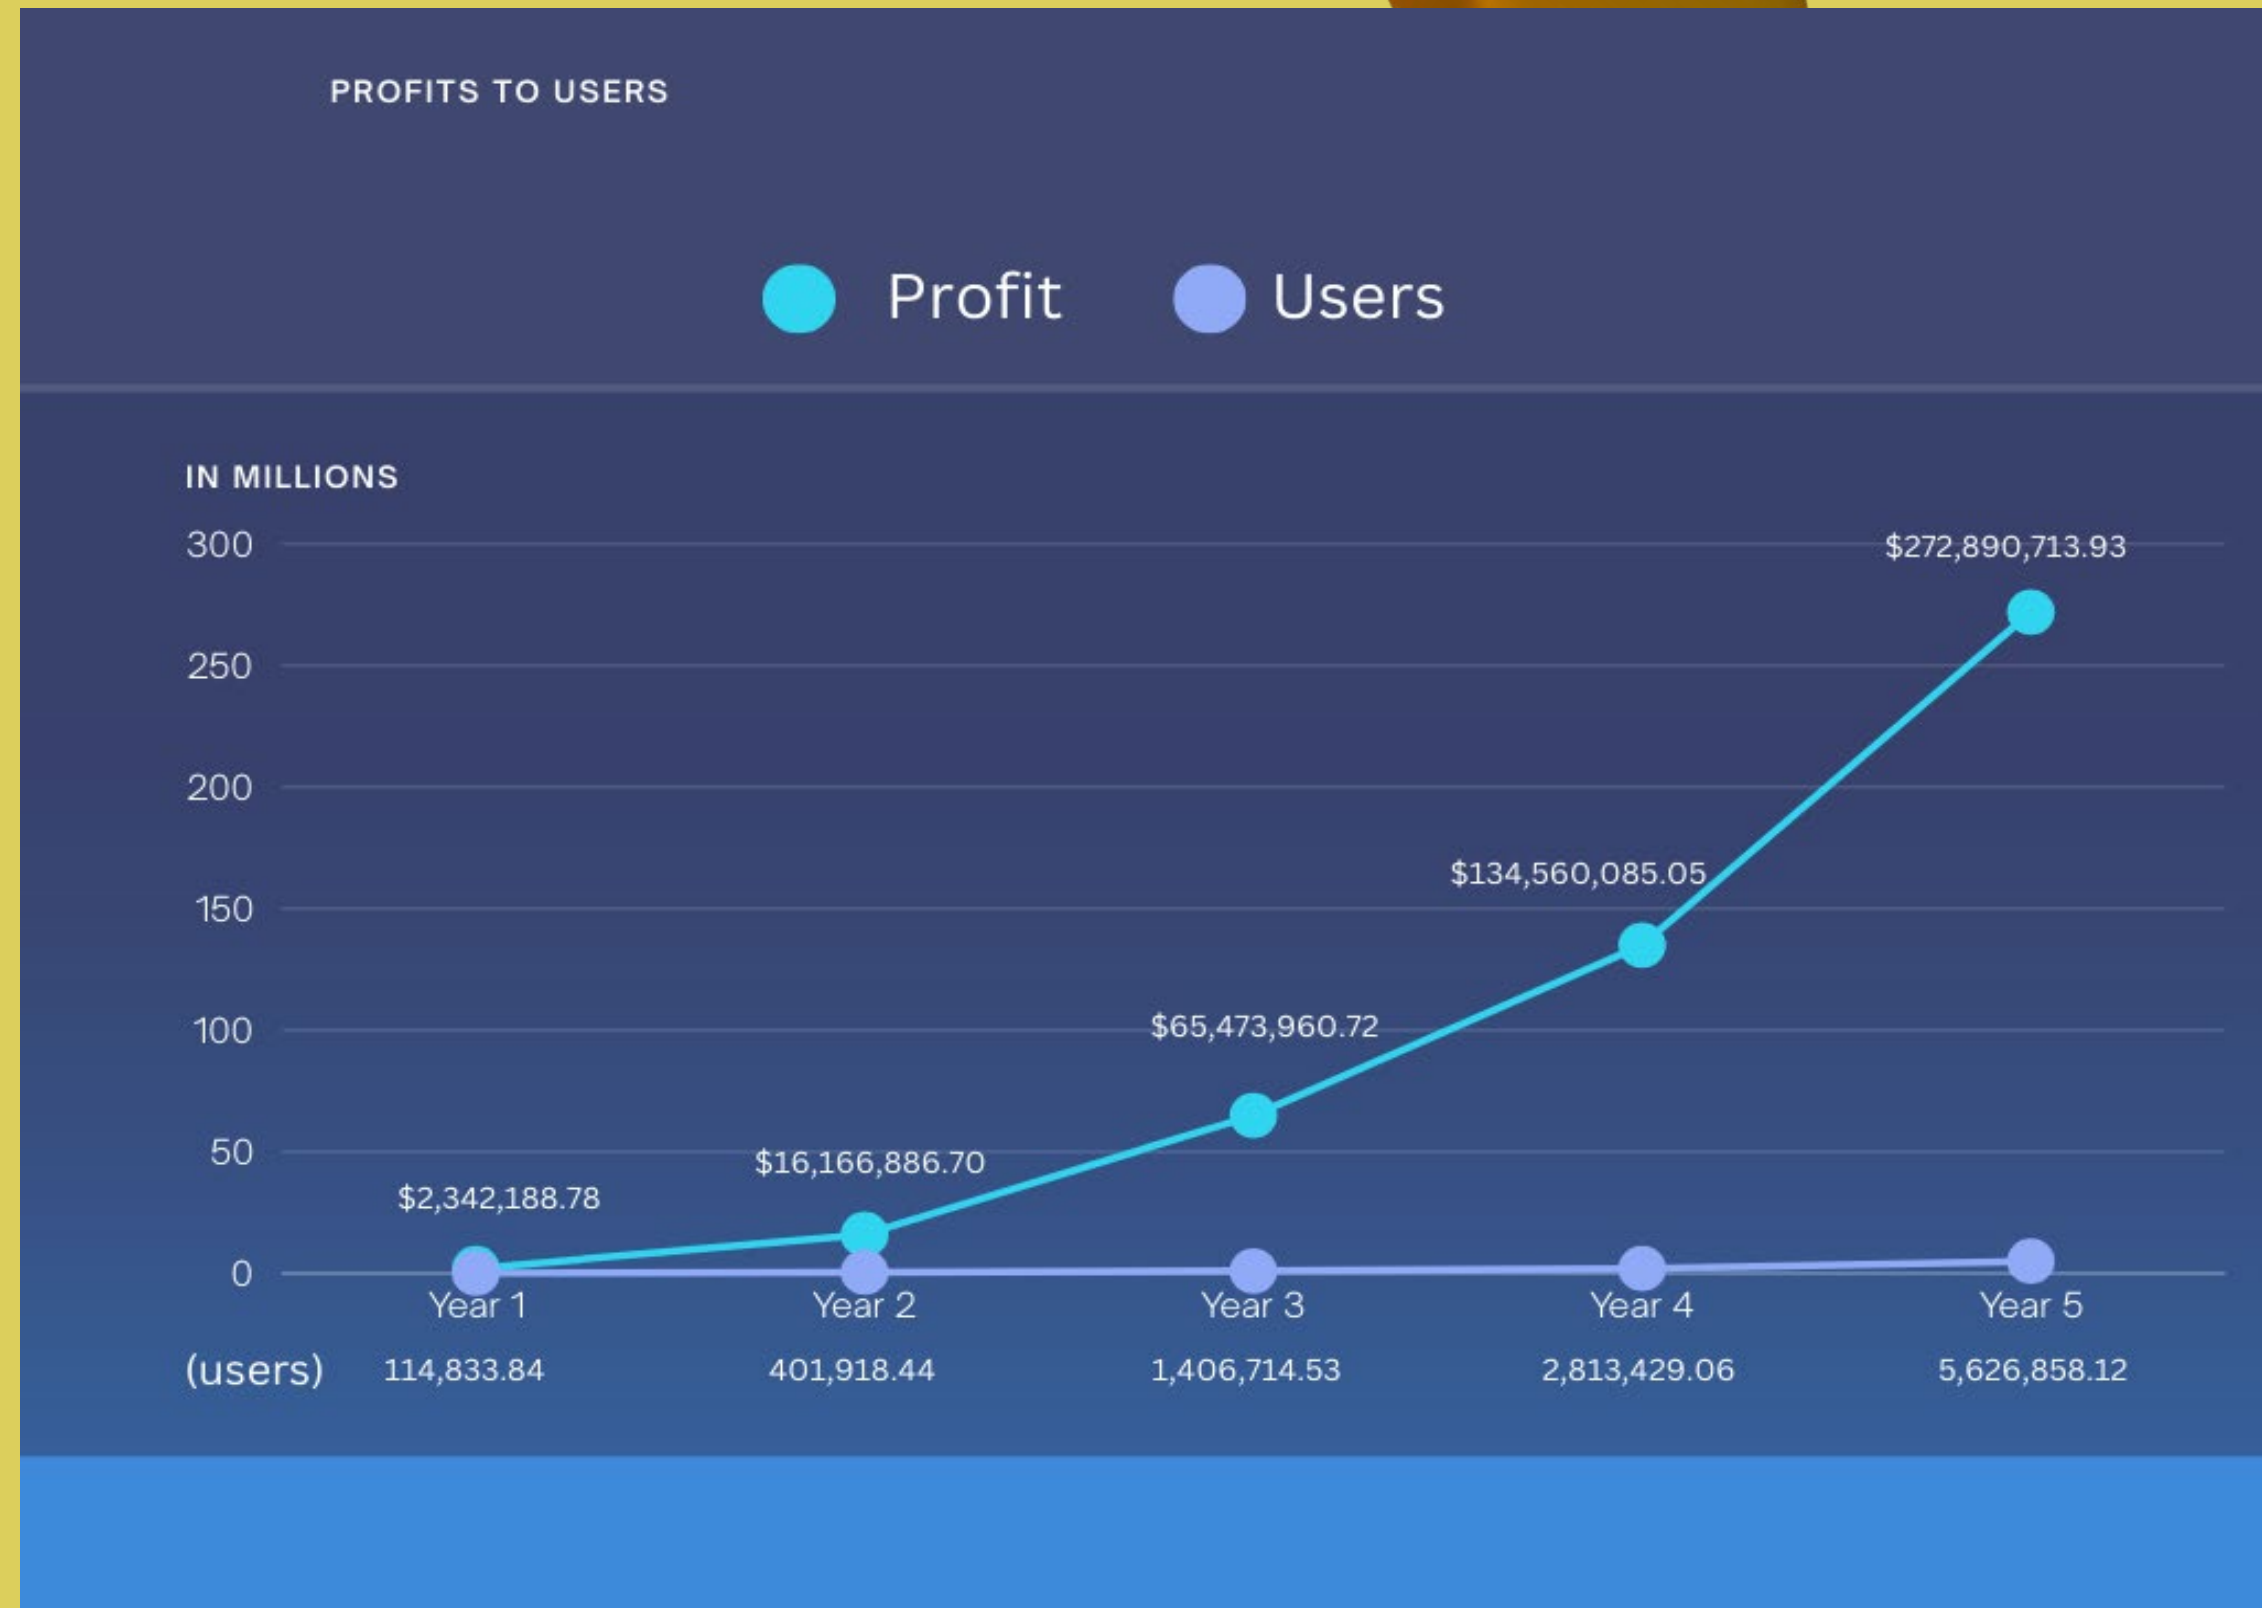 PROFITS TO USERS
Profit Users
IN MILLIONS
300
$272,890,713.93
250
200
150
$134,560,085.05
100
$65,473,960.72
50
$16,166,886.70
$2,342,188.78
0
Year 1 Year 2 Year 3 Year 4 Year 5
(users) 114,833.84 401,918.44 1,406,714.53 2,813,429.06 5,626,858.12